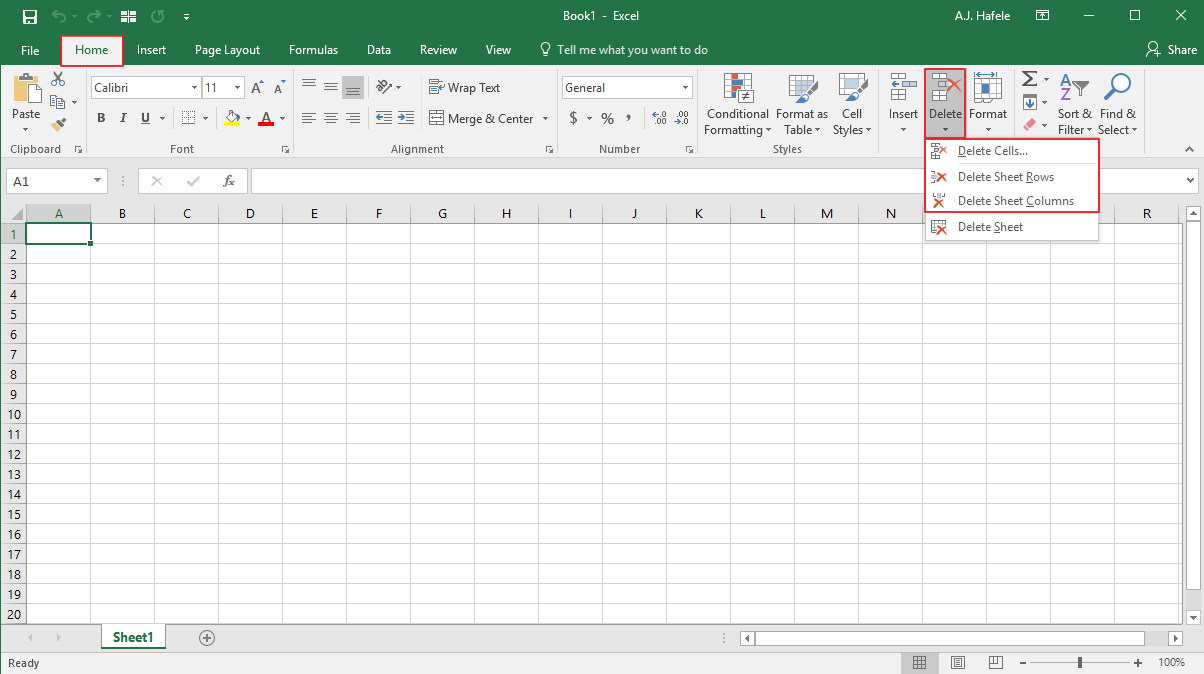 Book1 - Excel
A.J. Hafele
File Home Insert Page Layout Formulas Data Review View Tell me what you want to do Share
Paste
Clipboard
Calibri 11 A A
B I U A
Font
Wrap Text
Merge & Center
Alignment
General
$ % ,
.0 .00
.00 .0
Number
Conditional Formatting
Format as Table
Cell Styles
Styles
Insert
Delete
Format
Σ
A Z
Sort & Filter
Find & Select
Delete Cells...
Delete Sheet Rows
Delete Sheet Columns
Delete Sheet
A1
fx
A B C D E F G H I J K L M N R
1
2
3
4
5
6
7
8
9
10
11
12
13
14
15
16
17
18
19
20
Sheet1
Ready
100%